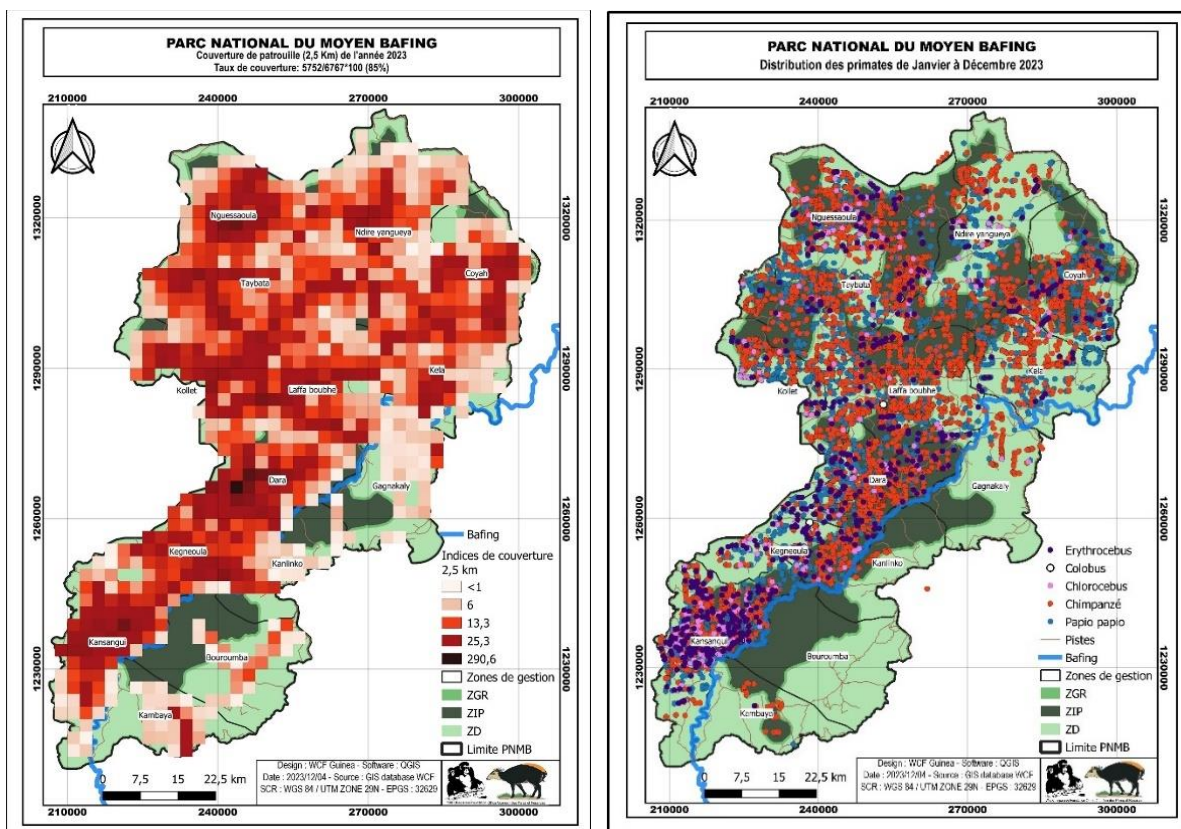 PARC NATIONAL DU MOYEN BAFING
Couverture de patrouille (2,5 Km) de l'année 2023
Taux de couverture: 5752/6767*100 (85%)
210000 240000 270000 300000
1320000
1290000
1260000
1230000
Nguessaoula
Ndire yangueya
Coyah
Taybata
Kela
Kollet
Laffa boubhe
Dara
Gagnakaly
Kegneoula
Kanlinko
Kansangui
Bouroumba
Kambaya
Bafing
Indices de couverture
2,5 km
<1
6
13,3
25,3
290,6
Zones de gestion
ZGR
ZIP
ZD
Limite PNMB
0 7,5 15 22,5 km
Design : WCF Guinea - Software : QGIS
Date : 2023/12/04 - Source : GIS database WCF
SCR : WGS 84 / UTM ZONE 29N - EPGS : 32629
210000 240000 270000 300000
PARC NATIONAL DU MOYEN BAFING
Distribution des primates de Janvier à Décembre 2023
210000 240000 270000 300000
1320000
1290000
1260000
1230000
Nguessaoula
Ndire yangueya
Coyah
Taybata
Kela
Kollet
Laffa boubhe
Dara
Gagnakaly
Kegneoula
Kanlinko
Kansangui
Bouroumba
Kambaya
Erythrocebus
Colobus
Chlorocebus
Chimpanzé
Papio papio
Pistes
Bafing
Zones de gestion
ZGR
ZIP
ZD
Limite PNMB
0 7,5 15 22,5 km
Design : WCF Guinea - Software : QGIS
Date : 2023/12/04 - Source : GIS database WCF
SCR : WGS 84 / UTM ZONE 29N - EPGS : 32629
210000 240000 270000 300000